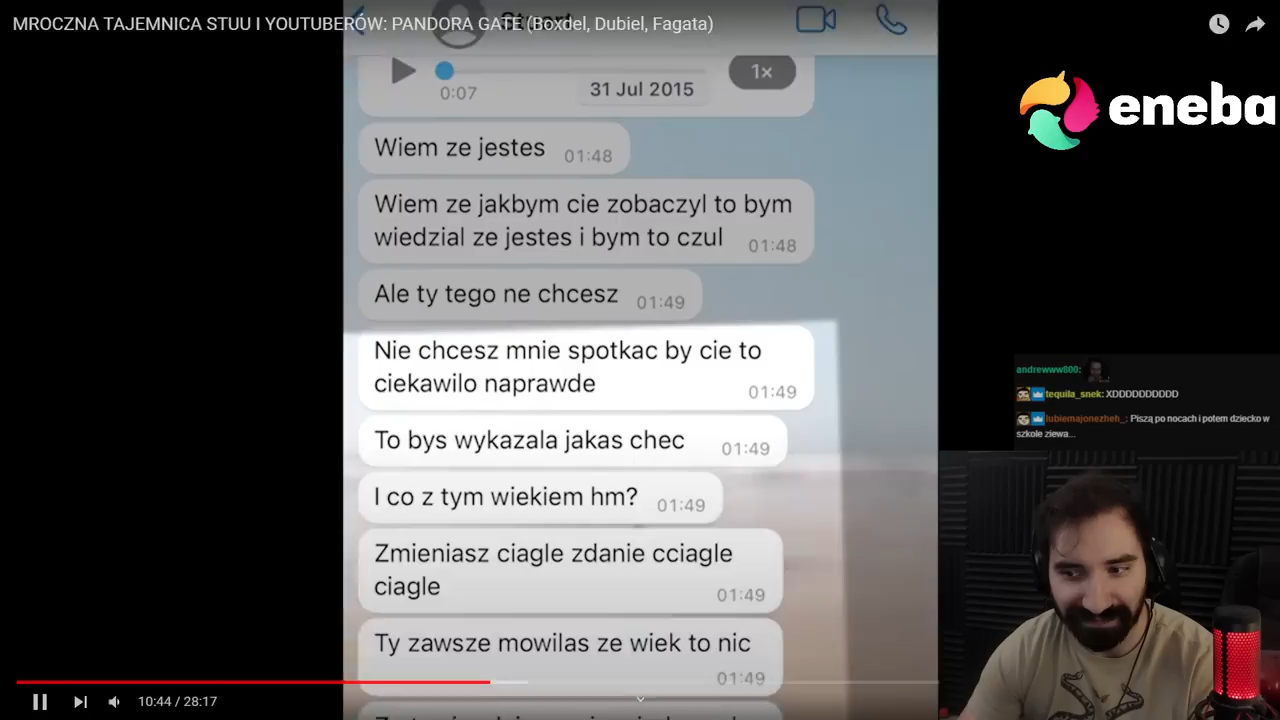 MROCZNA TAJEMNICA STUU I YOUTUBERÓW: PANDORA GATE (Boxdel, Dubiel, Fagata)
1×
0:07
31 Jul 2015
Wiem ze jestes 01:48
Wiem ze jakbym cie zobaczyl to bym
wiedzial ze jestes i bym to czul 01:48
Ale ty tego ne chcesz 01:49
Nie chcesz mnie spotkac by cie to
ciekawilo naprawde 01:49
To bys wykazala jakas chec 01:49
I co z tym wiekiem hm? 01:49
Zmieniasz ciagle zdanie cciagle
ciagle 01:49
Ty zawsze mowilas ze wiek to nic
01:49
10:44 / 28:17
eneba
andrewww800:
tequila_snek: XDDDDDDDDDD
lubiemajonezheh_: Piszą po nocach i potem dziecko w
szkole ziewa...